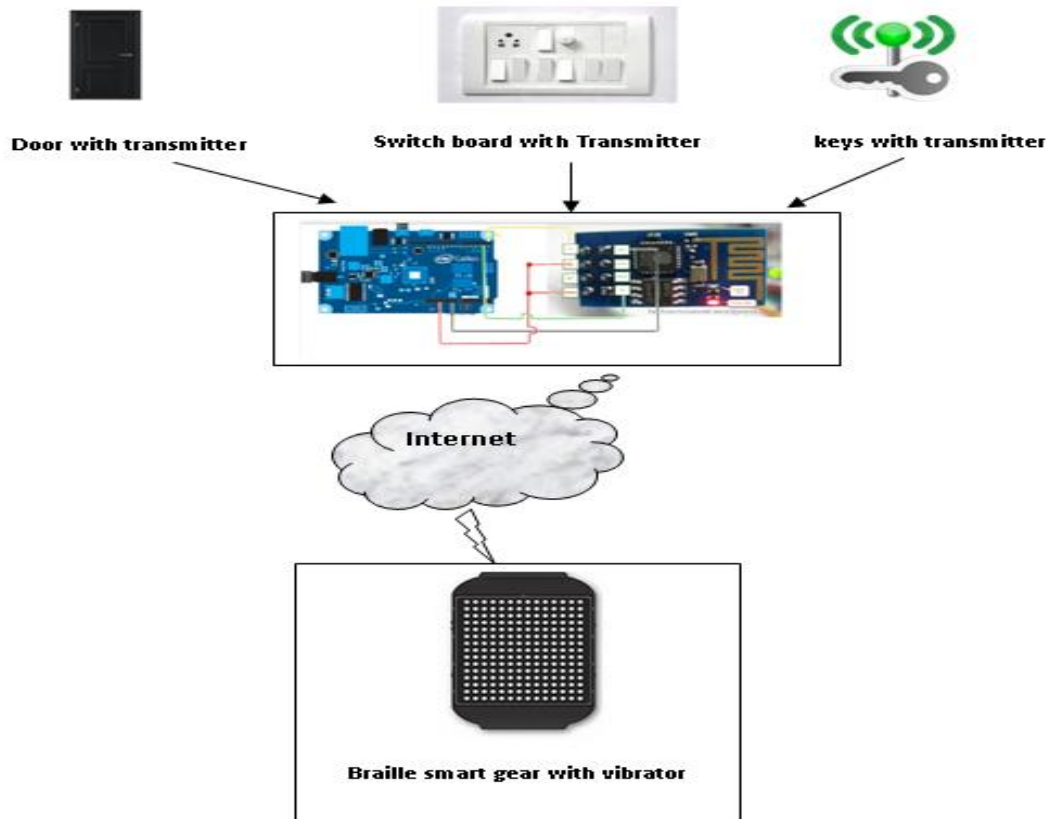 Door with transmitter
Switch board with Transmitter
keys with transmitter
Internet
Braille smart gear with vibrator